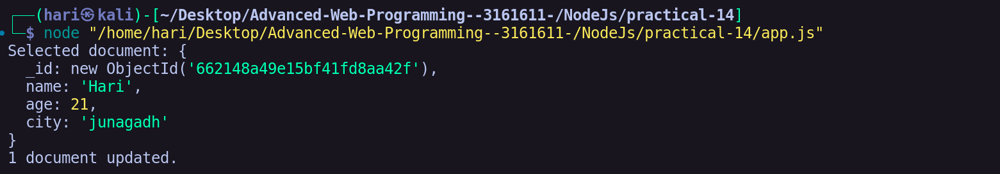 ┌──(hari㉿kali)-[~/Desktop/Advanced-Web-Programming--3161611-/NodeJs/practical-14]
└─$ node "/home/hari/Desktop/Advanced-Web-Programming--3161611-/NodeJs/practical-14/app.js"
Selected document: {
  _id: new ObjectId('662148a49e15bf41fd8aa42f'),
  name: 'Hari',
  age: 21,
  city: 'junagadh'
}
1 document updated.